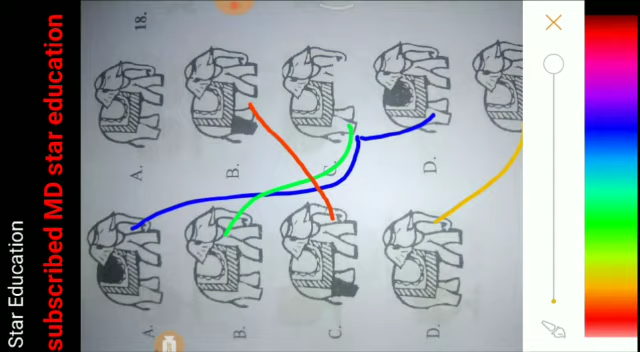 Star Education
subscribed MD star education
18.
A.
B.
C.
D.
A.
B.
C.
D.